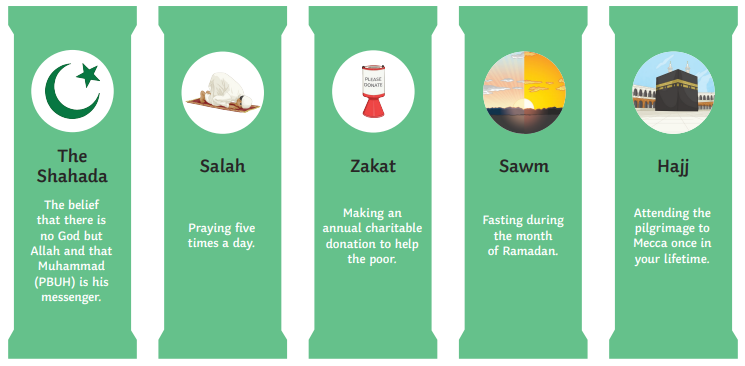 The
Shahada
The belief
that there is
no God but
Allah and that
Muhammad
(PBUH) is his
messenger.
Salah
Praying five
times a day.
PLEASE
DONATE
Zakat
Making an
annual charitable
donation to help
the poor.
Sawm
Fasting during
the month
of Ramadan.
Hajj
Attending the
pilgrimage to
Mecca once in
your lifetime.